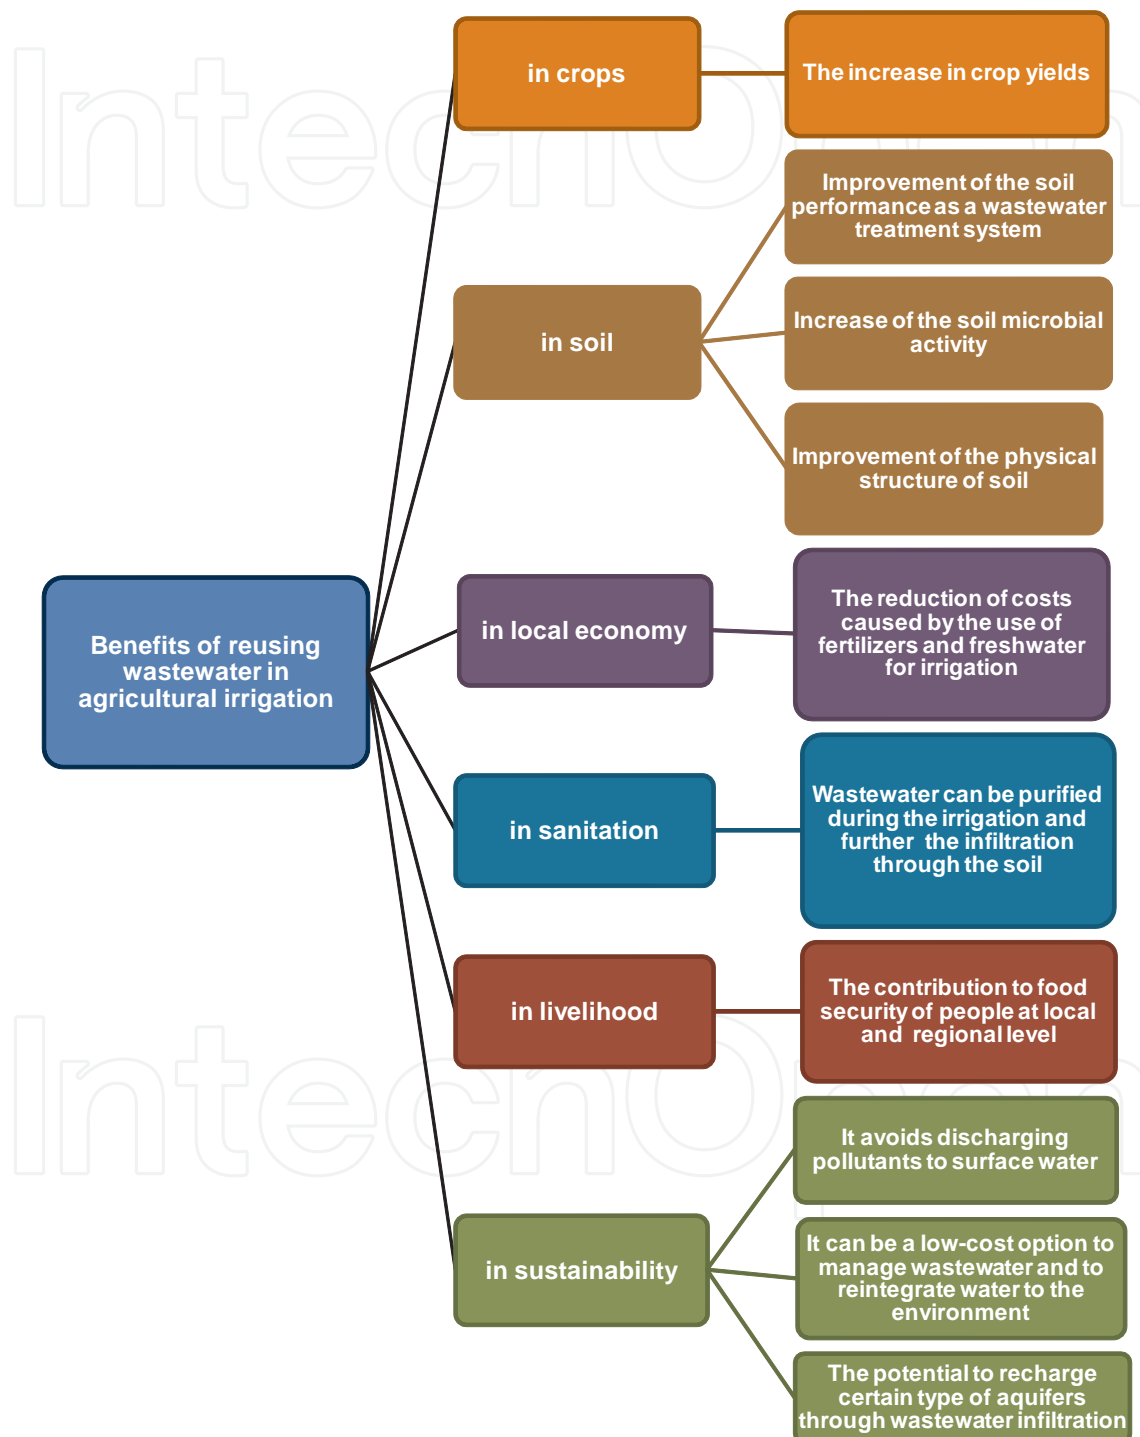 Benefits of reusing
wastewater in
agricultural irrigation
in crops
The increase in crop yields
in soil
Improvement of the soil
performance as a wastewater
treatment system
Increase of the soil microbial
activity
Improvement of the physical
structure of soil
in local economy
The reduction of costs
caused by the use of
fertilizers and freshwater
for irrigation
in sanitation
Wastewater can be purified
during the irrigation and
further the infiltration
through the soil
in livelihood
The contribution to food
security of people at local
and regional level
in sustainability
It avoids discharging
pollutants to surface water
It can be a low-cost option to
manage wastewater and to
reintegrate water to the
environment
The potential to recharge
certain type of aquifers
through wastewater infiltration